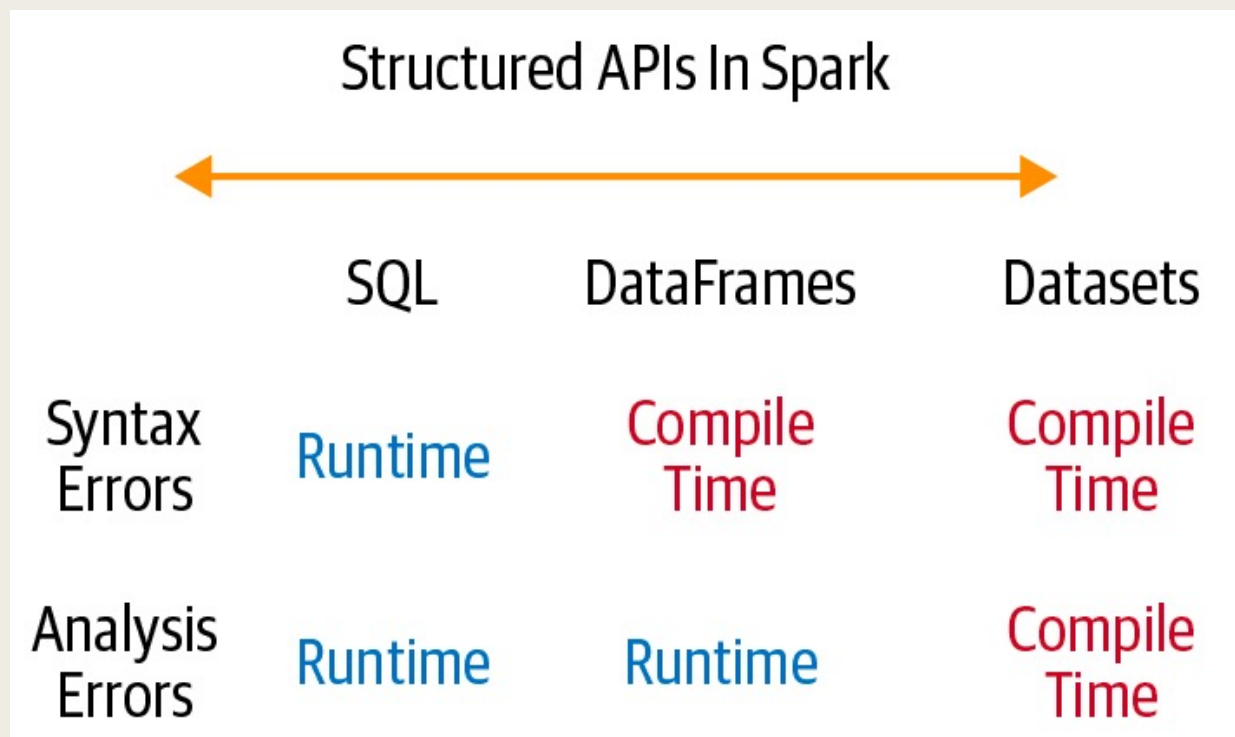 Structured APIs In Spark
SQL DataFrames Datasets
Syntax Errors Runtime Compile Time Compile Time
Analysis Errors Runtime Runtime Compile Time